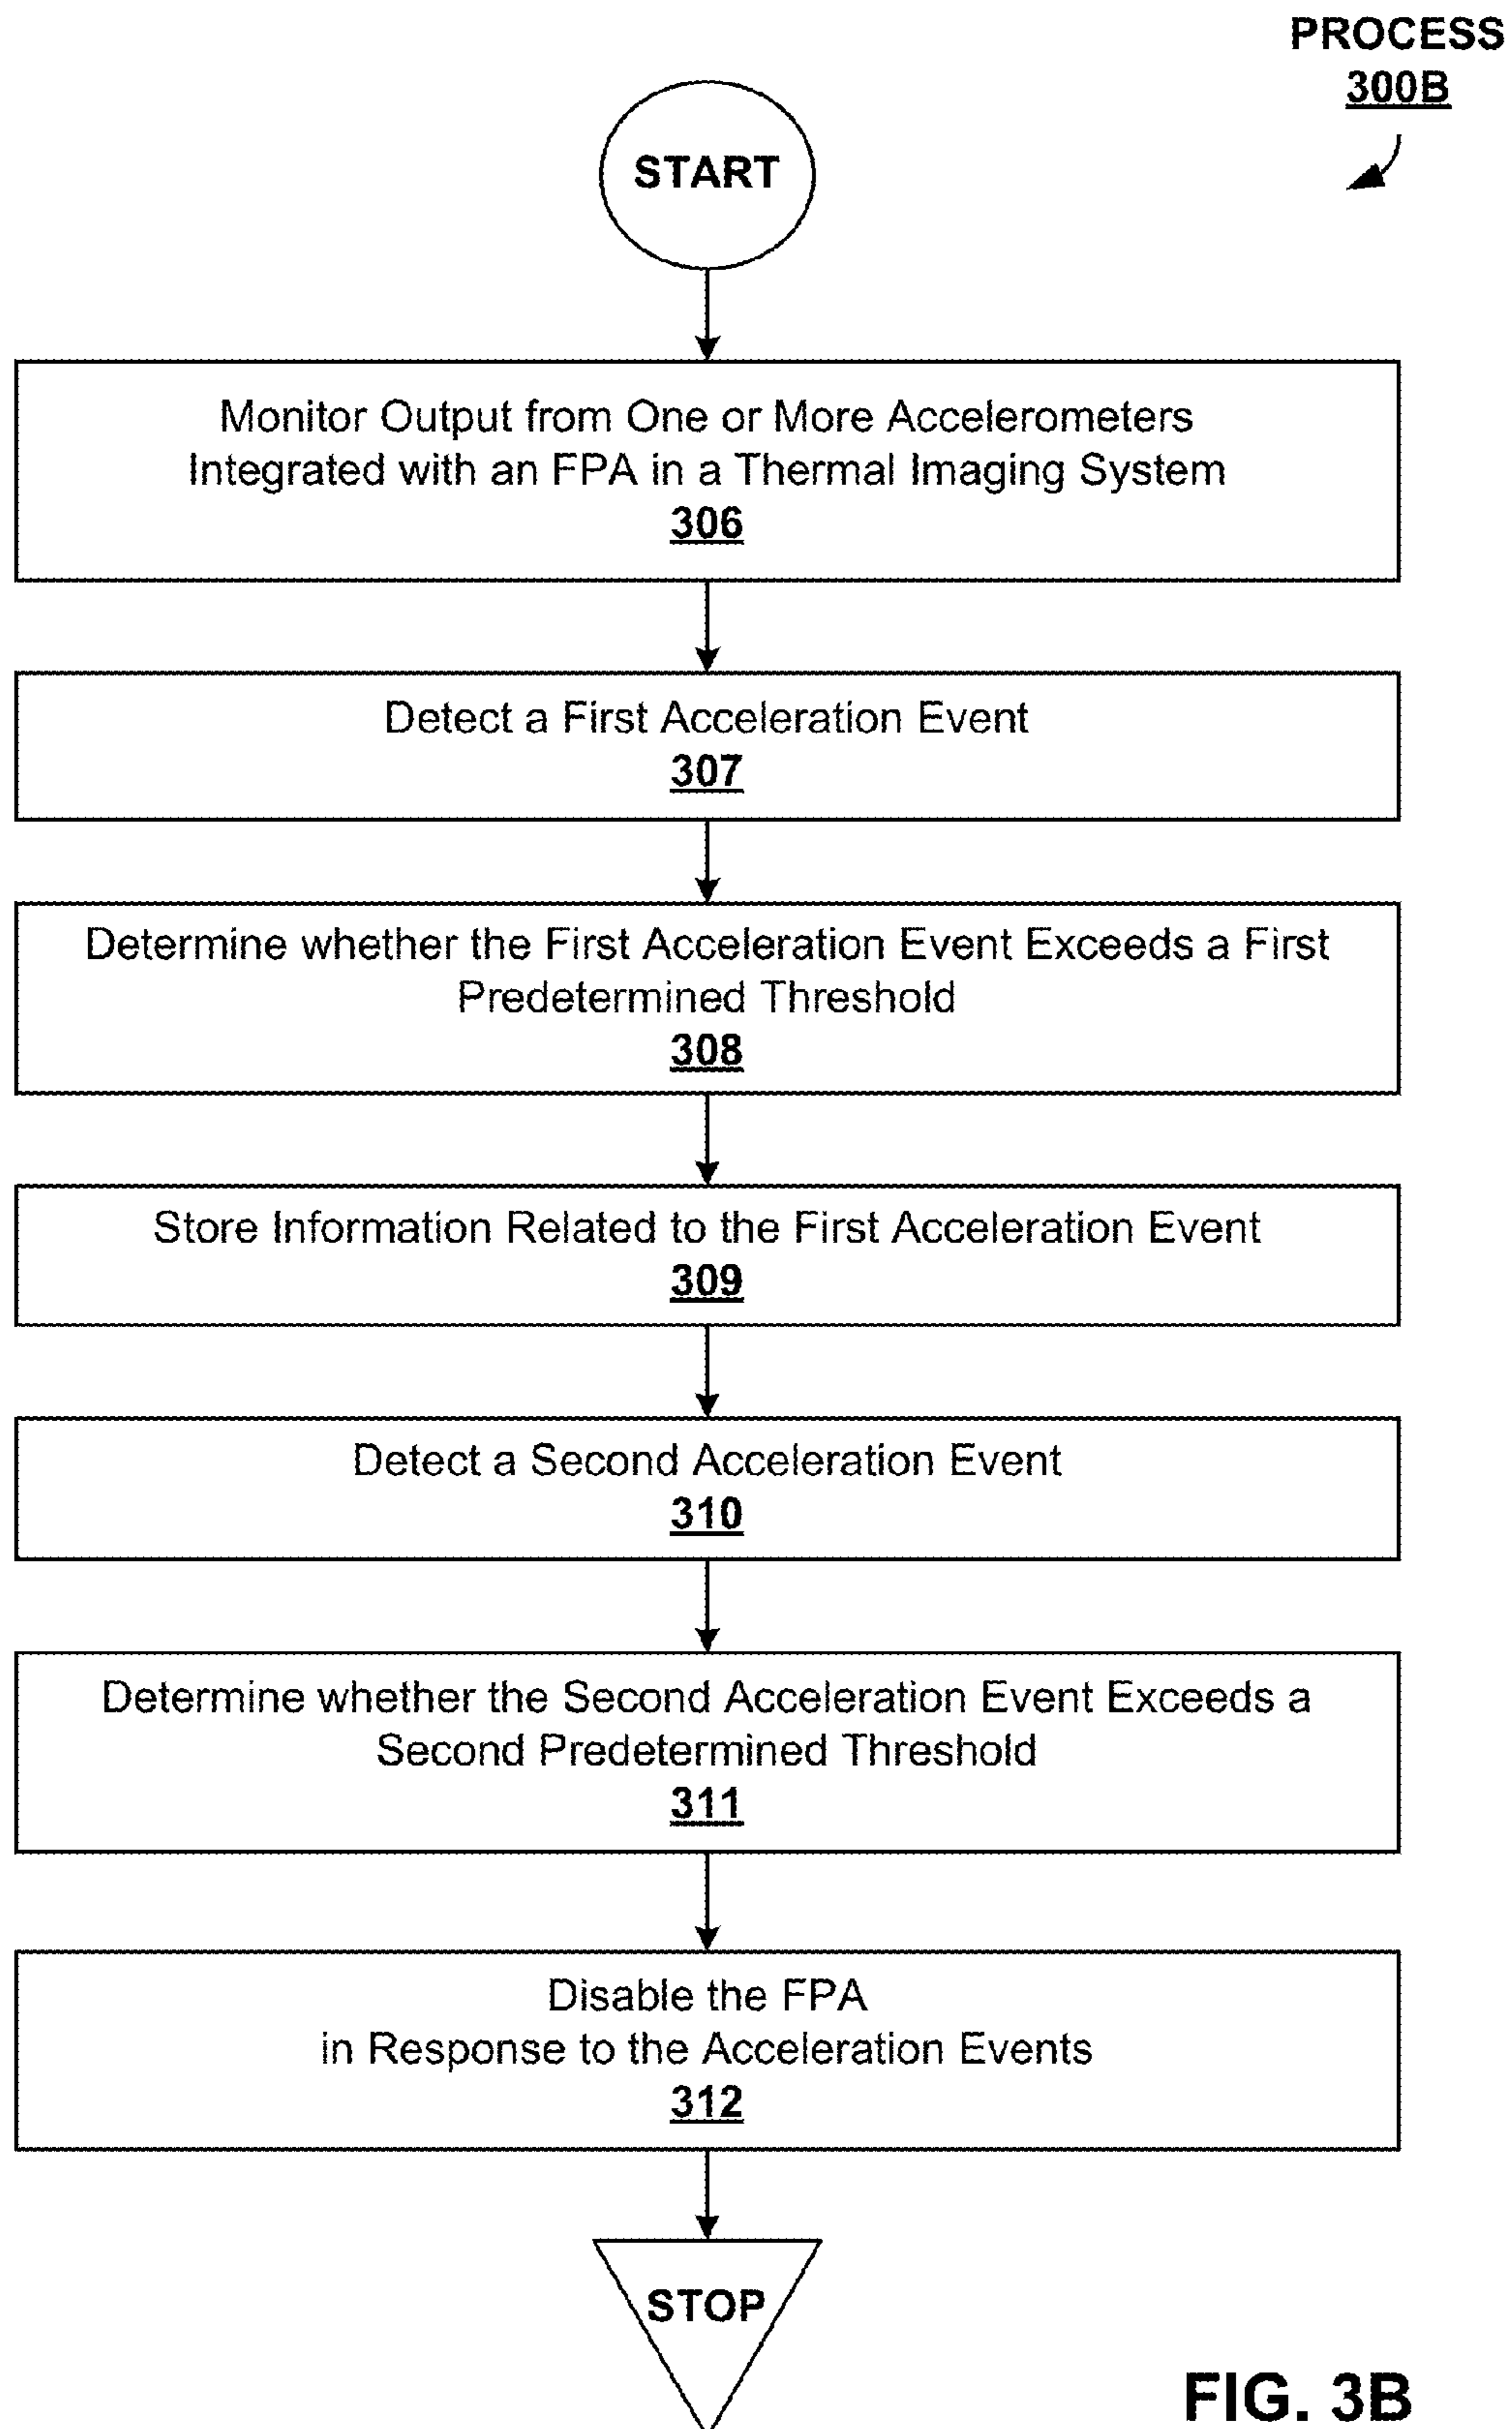 PROCESS
300B
START
Monitor Output from One or More Accelerometers
Integrated with an FPA in a Thermal Imaging System
306
Detect a First Acceleration Event
307
Determine whether the First Acceleration Event Exceeds a First
Predetermined Threshold
308
Store Information Related to the First Acceleration Event
309
Detect a Second Acceleration Event
310
Determine whether the Second Acceleration Event Exceeds a
Second Predetermined Threshold
311
Disable the FPA
in Response to the Acceleration Events
312
STOP
FIG. 3B